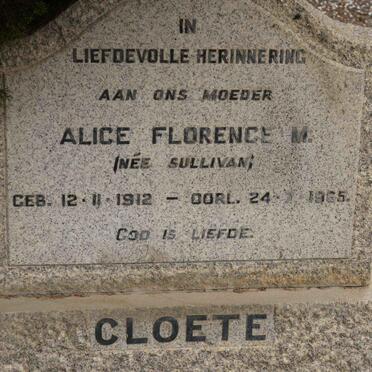 IN
LIEFDEVOLLE HERINNERING
AAN ONS MOEDER
ALICE FLORENCE M.
(NÉE SULLIVAN)
GEB. 12·11·1912 — OORL. 24· ·1965.
GOD IS LIEFDE.
CLOETE